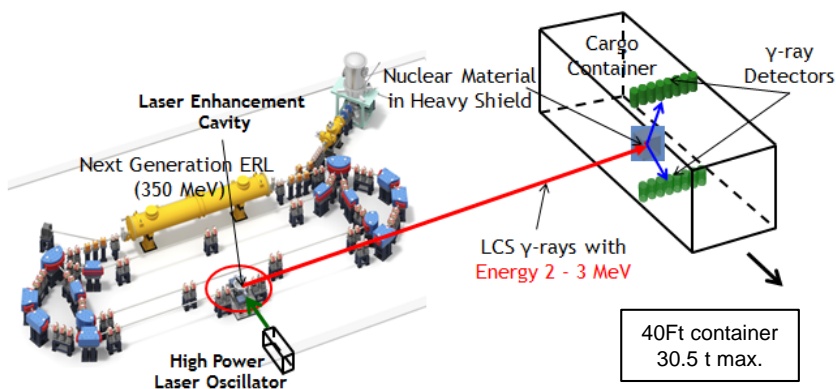 Cargo
Container
γ-ray
Detectors
Nuclear Material
in Heavy Shield
Laser Enhancement
Cavity
Next Generation ERL
(350 MeV)
LCS γ-rays with
Energy 2 - 3 MeV
High Power
Laser Oscillator
40Ft container
30.5 t max.